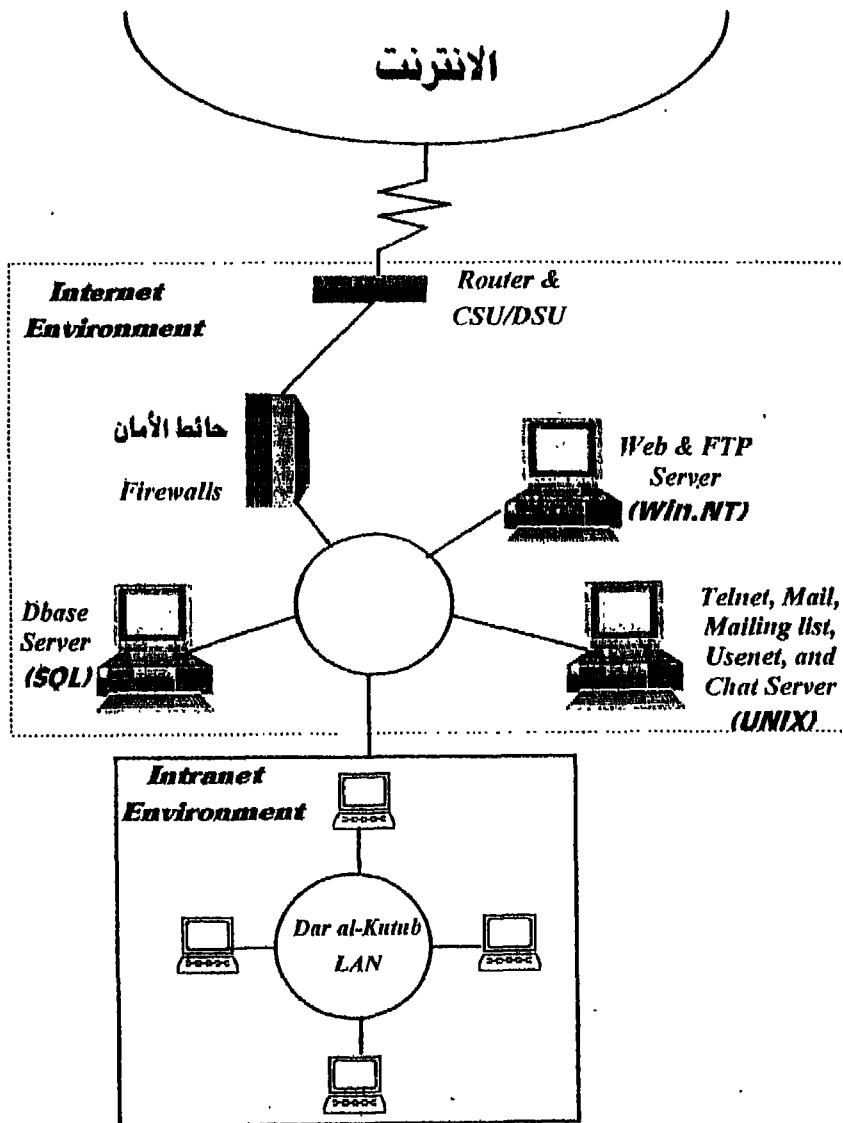 الانترنت
Internet
Environment
Router &
CSU/DSU
حائط الأمان
Firewalls
Web & FTP
Server
(Win.NT)
Dbase
Server
(SQL)
Telnet, Mail,
Mailing list,
Usenet, and
Chat Server
(UNIX)
Intranet
Environment
Dar al-Kutub
LAN